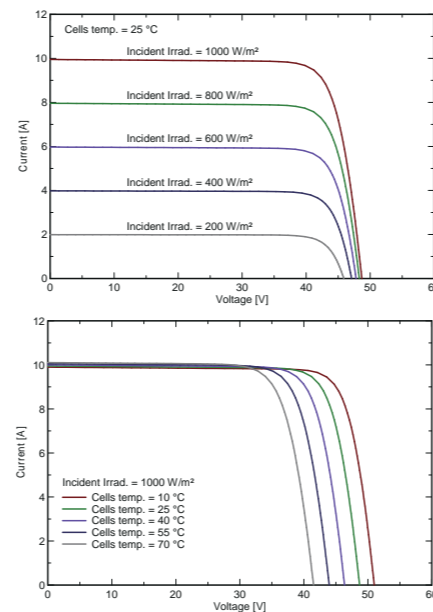 12
Cells temp. = 25 °C
Incident Irrad. = 1000 W/m²
10
Incident Irrad. = 800 W/m²
8
Current [A]
Incident Irrad. = 600 W/m²
6
Incident Irrad. = 400 W/m²
4
Incident Irrad. = 200 W/m²
2
0
0 10 20 30 40 50 60
Voltage [V]
12
10
8
Current [A]
6
Incident Irrad. = 1000 W/m²
Cells temp. = 10 °C
4
Cells temp. = 25 °C
Cells temp. = 40 °C
Cells temp. = 55 °C
2
Cells temp. = 70 °C
0
0 10 20 30 40 50 60
Voltage [V]